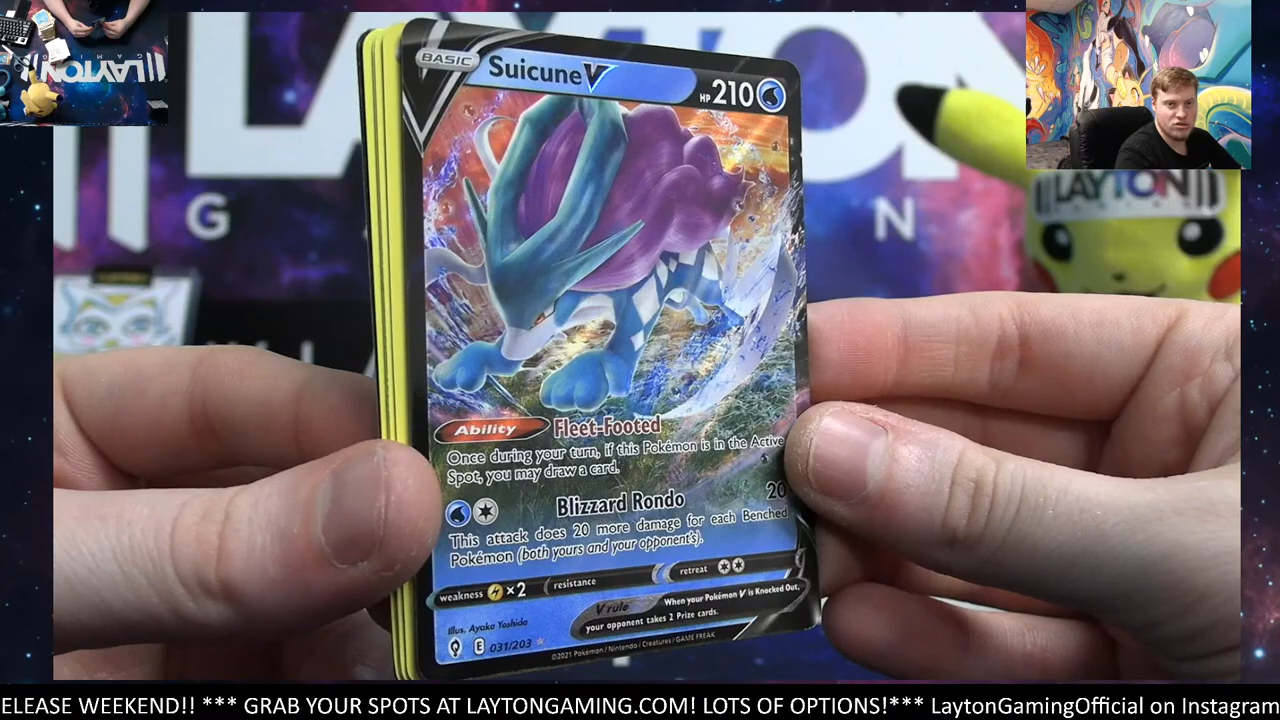 BASIC
Suicune V
HP 210
Ability Fleet-Footed
Once during your turn, if this Pokémon is in the Active
Spot, you may draw a card.
Blizzard Rondo 20
This attack does 20 more damage for each Benched
Pokémon (both yours and your opponent's).
weakness ×2 resistance retreat
V rule When your Pokémon V is Knocked Out,
your opponent takes 2 Prize cards.
Illus. Ayaka Yoshida
E 031/203
©2021 Pokémon / Nintendo / Creatures / GAME FREAK
LAYTON
LAYTON
G
N
ELEASE WEEKEND!! *** GRAB YOUR SPOTS AT LAYTONGAMING.COM! LOTS OF OPTIONS!*** LaytonGamingOfficial on Instagram